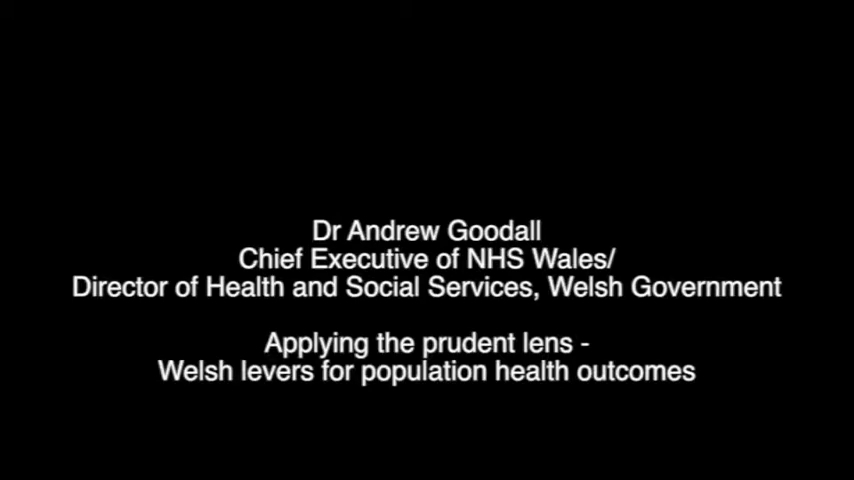 Dr Andrew Goodall
Chief Executive of NHS Wales/
Director of Health and Social Services, Welsh Government
Applying the prudent lens -
Welsh levers for population health outcomes